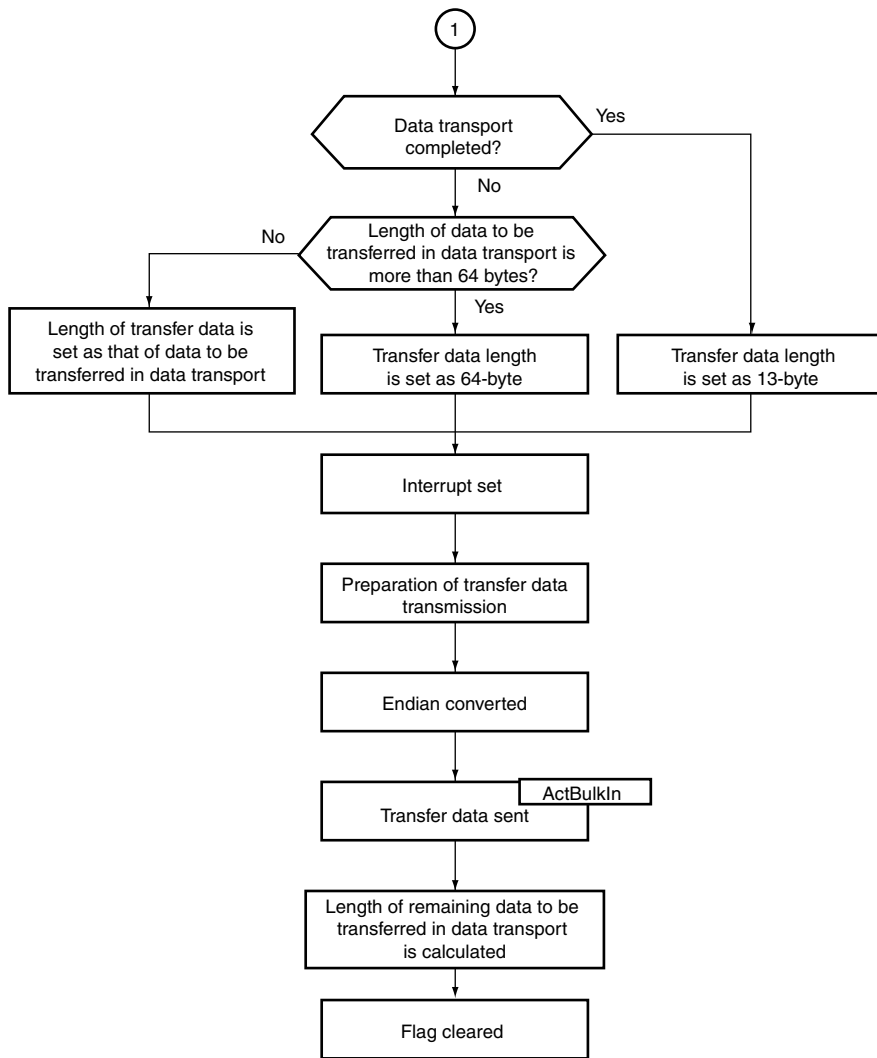 1
Data transport
completed?
Yes
No
Length of data to be
transferred in data transport is
more than 64 bytes?
No
Yes
Length of transfer data is
set as that of data to be
transferred in data transport
Transfer data length
is set as 64-byte
Transfer data length
is set as 13-byte
Interrupt set
Preparation of transfer data
transmission
Endian converted
ActBulkIn
Transfer data sent
Length of remaining data to be
transferred in data transport
is calculated
Flag cleared